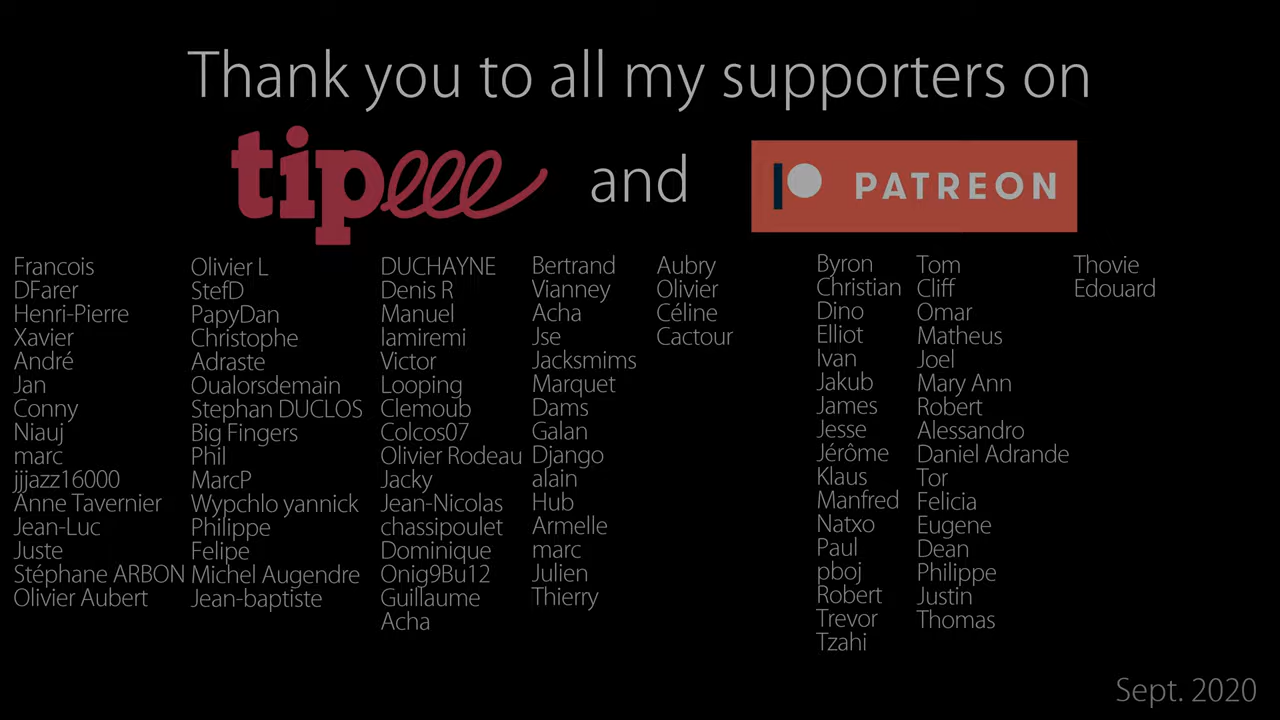 Thank you to all my supporters on
tipeee and PATREON
Francois
DFarer
Henri-Pierre
Xavier
André
Jan
Conny
Niauj
marc
jjjazz16000
Anne Tavernier
Jean-Luc
Juste
Stéphane ARBON
Olivier Aubert
Olivier L
StefD
PapyDan
Christophe
Adraste
Oualorsdemain
Stephan DUCLOS
Big Fingers
Phil
MarcP
Wypchlo yannick
Philippe
Felipe
Michel Augendre
Jean-baptiste
DUCHAYNE
Denis R
Manuel
lamiremi
Victor
Looping
Clemoub
Colcos07
Olivier Rodeau
Jacky
Jean-Nicolas
chassipoulet
Dominique
Onig9Bu12
Guillaume
Acha
Bertrand
Vianney
Acha
Jse
Jacksmims
Marquet
Dams
Galan
Django
alain
Hub
Armelle
marc
Julien
Thierry
Aubry
Olivier
Céline
Cactour
Byron
Christian
Dino
Elliot
Ivan
Jakub
James
Jesse
Jérôme
Klaus
Manfred
Natxo
Paul
pboj
Robert
Trevor
Tzahi
Tom
Cliff
Omar
Matheus
Joel
Mary Ann
Robert
Alessandro
Daniel Adrande
Tor
Felicia
Eugene
Dean
Philippe
Justin
Thomas
Thovie
Edouard
Sept. 2020